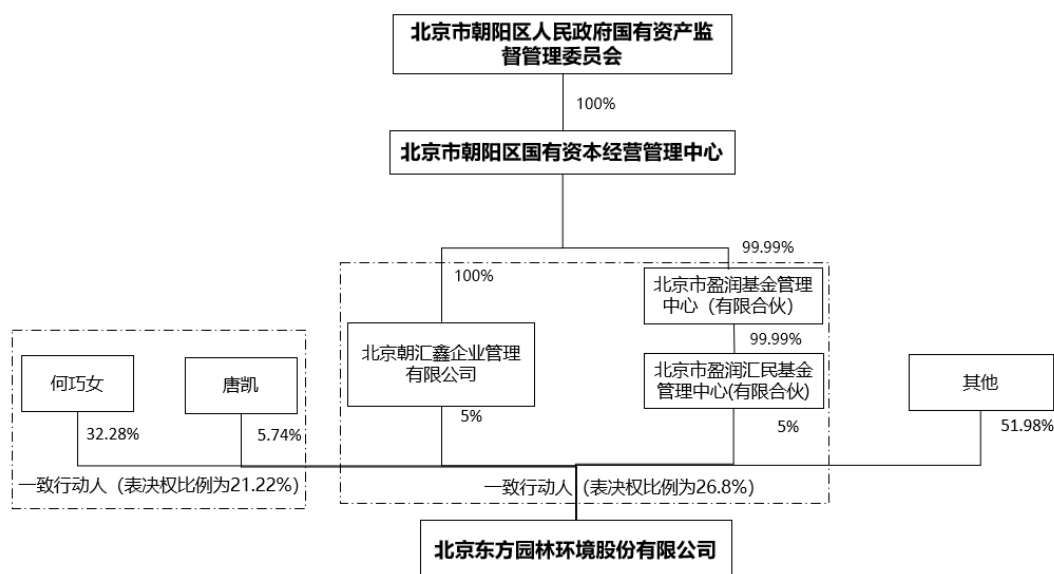 北京市朝阳区人民政府国有资产监
督管理委员会
100%
北京市朝阳区国有资本经营管理中心
99.99%
100%
北京市盈润基金管理
中心（有限合伙）
99.99%
北京朝汇鑫企业管理
有限公司
北京市盈润汇民基金
管理中心(有限合伙)
何巧女
唐凯
其他
32.28%
5.74%
5%
5%
51.98%
一致行动人（表决权比例为21.22%）
一致行动人（表决权比例为26.8%）
北京东方园林环境股份有限公司